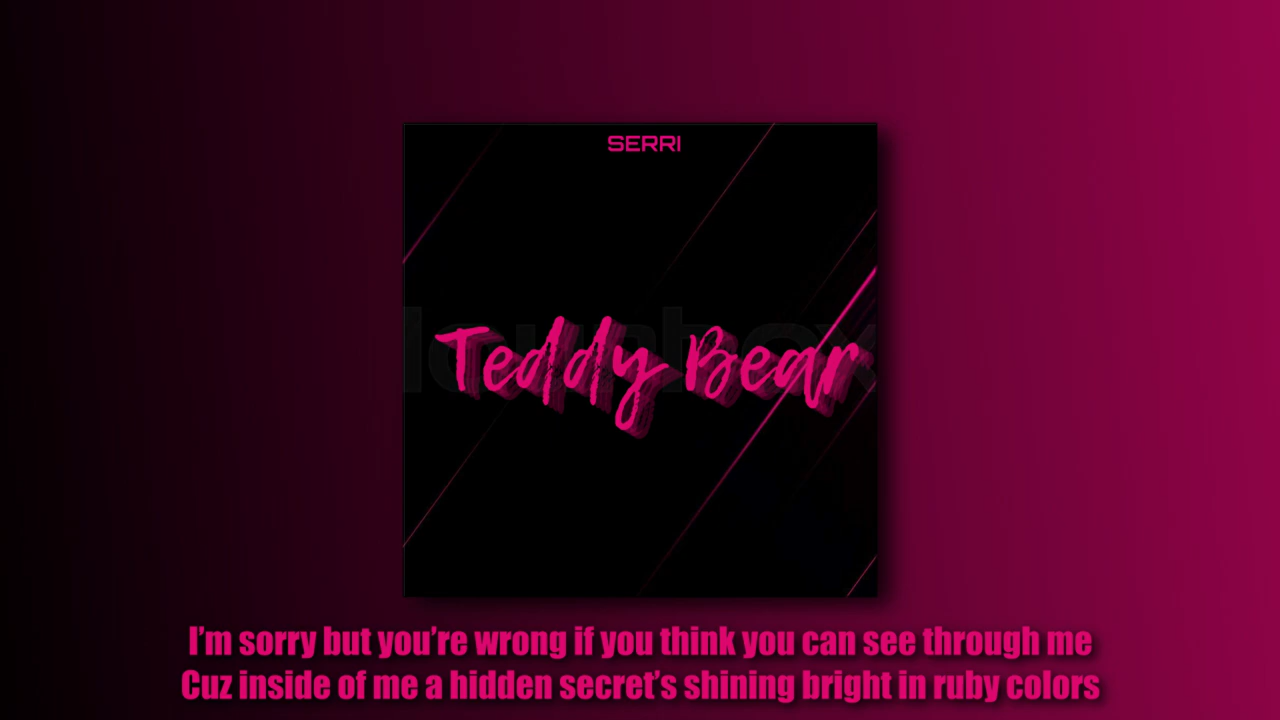 SERRI
Teddy Bear
I'm sorry but you're wrong if you think you can see through me
Cuz inside of me a hidden secret's shining bright in ruby colors